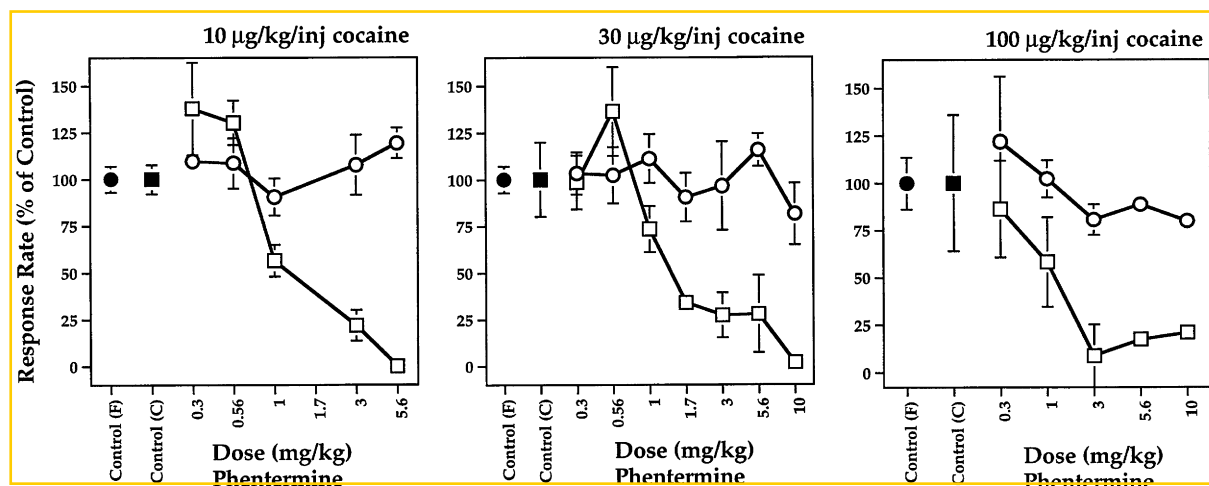 10 µg/kg/inj cocaine
30 µg/kg/inj cocaine
100 µg/kg/inj cocaine
Response Rate (% of Control)
150
125
100
75
50
25
0
150
125
100
75
50
25
0
150
125
100
75
50
25
0
Control (F)
Control (C)
0.3
0.56
1
1.7
3
5.6
Control (F)
Control (C)
0.3
0.56
1
1.7
3
5.6
10
Control (F)
Control (C)
0.3
1
3
5.6
10
Dose (mg/kg)
Phentermine
Dose (mg/kg)
Phentermine
Dose (mg/kg)
Phentermine